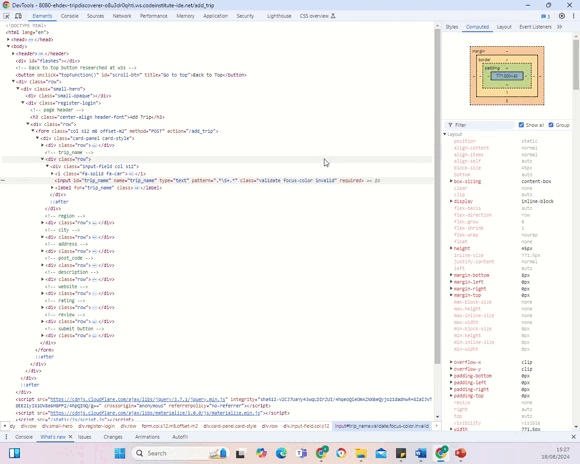 DevTools - 8080-ehdev-tripdiscoverer-o8u3dr0qhti.ws.codeinstitute-ide.net/add_trip
Elements Console Sources Network Performance Memory Application Security Lighthouse CSS overview
<!DOCTYPE html>
<html lang="en">
<head> </head>
<body>
<header> </header>
<div id="flashes"></div>
<!-- back to top button researched at w3s -->
<button onclick="topFunction()" id="scroll-btn" title="Go to top">Back to Top</button>
<div class="row">
<div class="small-hero">
<div class="small-opaque"></div>
<div class="register-login">
<!-- page header -->
<h3 class="center-align header-font">Add Trip</h3>
<div class="row">
<form class="col s12 m8 offset-m2" method="POST" action="/add_trip">
<div class="card-panel card-style">
<div class="row"> </div>
<!-- trip_name -->
<div class="row">
<div class="input-field col s12">
<i class="fa-solid fa-car"> </i>
<input id="trip_name" name="trip_name" type="text" pattern=".*\S+.*" class="validate focus-color invalid" required> == $0
<label for="trip_name" class> </label>
</div>
::after
</div>
<!-- region -->
<div class="row"> </div>
<!-- city -->
<div class="row"> </div>
<!-- address -->
<div class="row"> </div>
<!-- post_code -->
<div class="row"> </div>
<!-- description -->
<div class="row"> </div>
<!-- website -->
<div class="row"> </div>
<!-- rating -->
<div class="row"> </div>
<!-- review -->
<div class="row"> </div>
<!-- submit button -->
<div class="row"> </div>
</div>
</form>
::after
</div>
</div>
::after
</div>
</div>
<script src="https://cdnjs.cloudflare.com/ajax/libs/jquery/3.7.1/jquery.min.js"
crossorigin="anonymous" referrerpolicy="no-referrer"></script>
<script src="https://cdnjs.cloudflare.com/ajax/libs/materialize/1.0.0/js/materialize.min.js"></script>
dy div.row div.small-hero div.register-login div.row form.col.s12.m8.offset-m2 div.card-panel.card-style div.row div.input-field.col.s12 input#trip_name.validate.focus-color.invalid
Styles Computed Layout Event Listeners
margin
border
padding
Filter Show all Group
Layout
position static
align-content normal
align-items normal
align-self auto
block-size
bottom auto
box-sizing content-box
clear none
clip auto
display inline-block
flex-basis auto
flex-direction row
flex-grow 0
flex-shrink 1
flex-wrap nowrap
float none
height
inline-size 771.5px
justify-content normal
left auto
margin-bottom 8px
margin-left 0px
margin-right 0px
margin-top 0px
max-block-size none
max-height none
max-inline-size none
max-width none
min-block-size 0px
min-height 0px
min-inline-size 0px
min-width 0px
overflow-x clip
overflow-y clip
padding-bottom 0px
padding-left 0px
padding-right 0px
padding-top 0px
resize none
right auto
top auto
visibility visible
width
Console What's new Issues Changes Animations Autofill
Search
15:27
18/08/2024